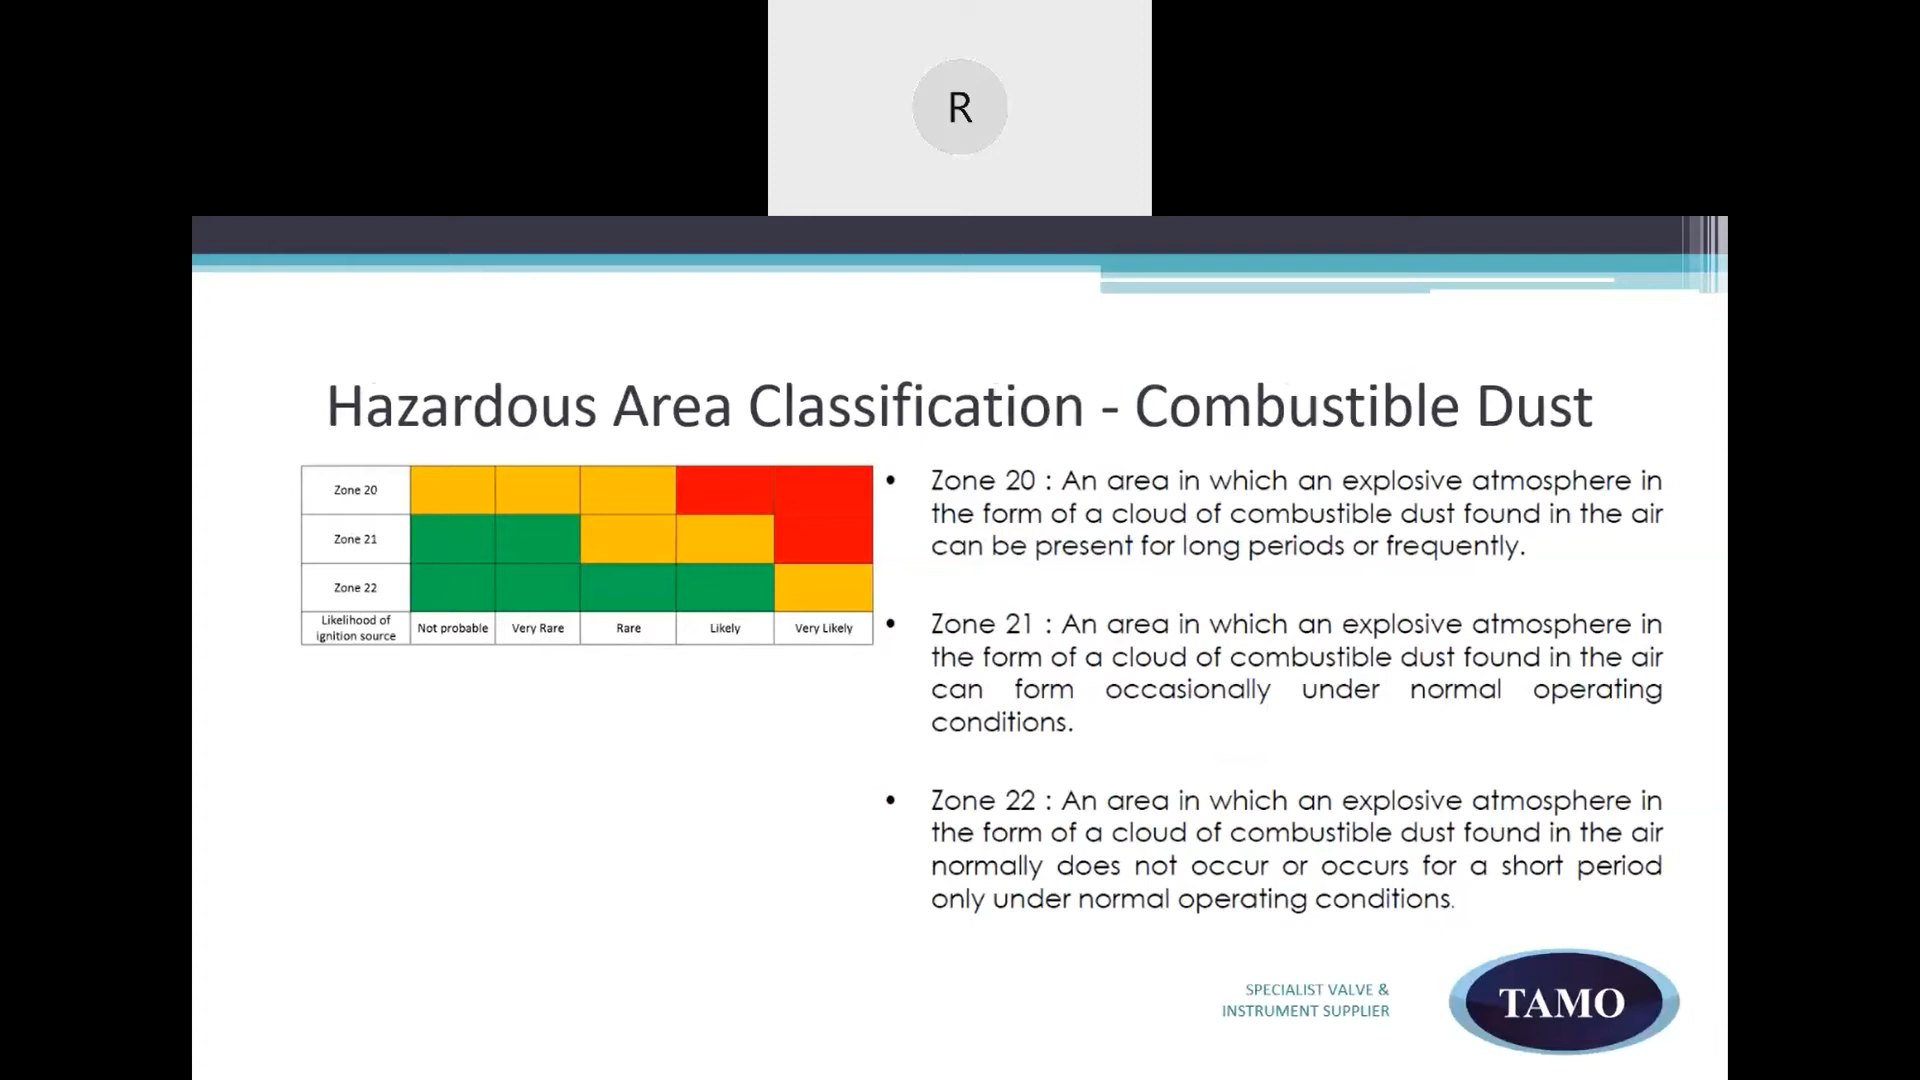 R
Hazardous Area Classification - Combustible Dust
Zone 20
Zone 21
Zone 22
Likelihood of
ignition source
Not probable
Very Rare
Rare
Likely
Very Likely
• Zone 20 : An area in which an explosive atmosphere in
the form of a cloud of combustible dust found in the air
can be present for long periods or frequently.
• Zone 21 : An area in which an explosive atmosphere in
the form of a cloud of combustible dust found in the air
can form occasionally under normal operating
conditions.
• Zone 22 : An area in which an explosive atmosphere in
the form of a cloud of combustible dust found in the air
normally does not occur or occurs for a short period
only under normal operating conditions.
SPECIALIST VALVE &
INSTRUMENT SUPPLIER
TAMO